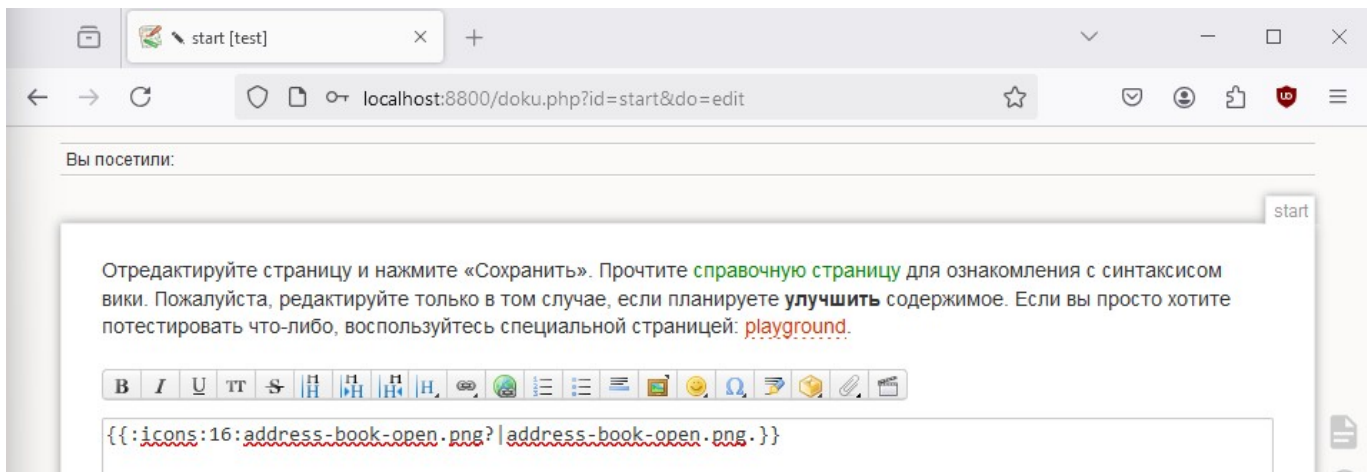 start [test]
localhost:8800/doku.php?id=start&do=edit
Вы посетили:
start
Отредактируйте страницу и нажмите «Сохранить». Прочтите справочную страницу для ознакомления с синтаксисом
вики. Пожалуйста, редактируйте только в том случае, если планируете улучшить содержимое. Если вы просто хотите
потестировать что-либо, воспользуйтесь специальной страницей: playground.
B I U TT S H H H H, Ω
{{:icons:16:address-book-open.png?|address-book-open.png.}}